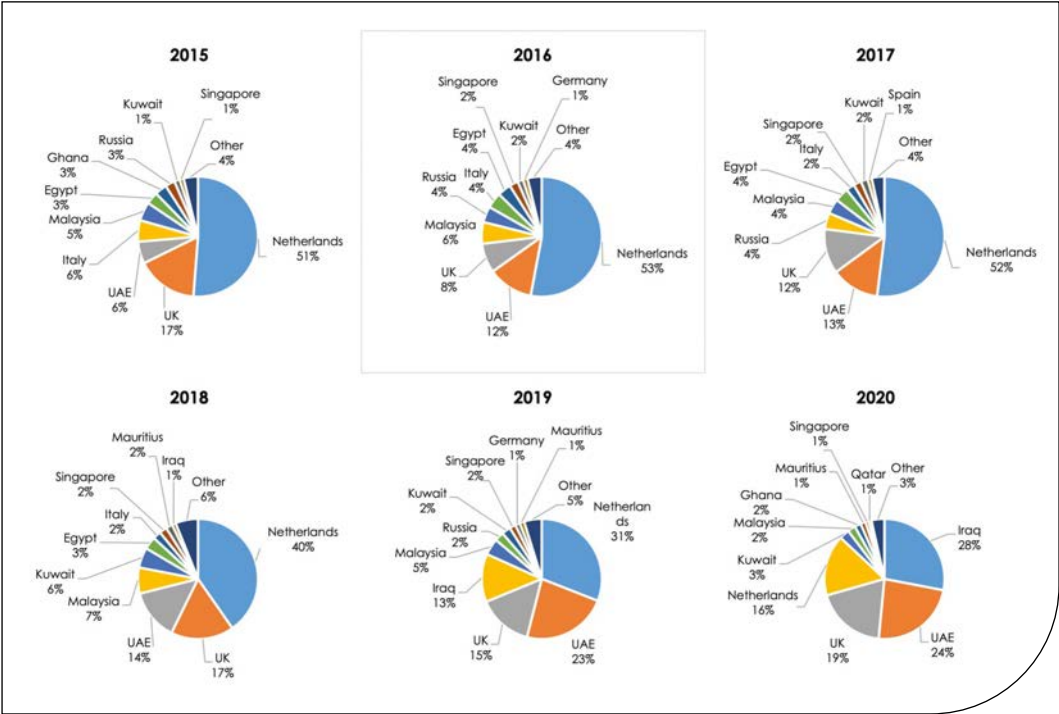 2015
Kuwait
1%
Singapore
1%
Russia
3%
Other
4%
Ghana
3%
Egypt
3%
Malaysia
5%
Italy
6%
UAE
6%
UK
17%
Netherlands
51%
2016
Singapore
2%
Germany
1%
Kuwait
2%
Egypt
4%
Other
4%
Russia
4%
Italy
4%
Malaysia
6%
UK
8%
UAE
12%
Netherlands
53%
2017
Kuwait
2%
Spain
1%
Singapore
2%
Italy
2%
Other
4%
Egypt
4%
Malaysia
4%
Russia
4%
UK
12%
UAE
13%
Netherlands
52%
2018
Mauritius
2%
Iraq
1%
Singapore
2%
Other
6%
Italy
2%
Egypt
3%
Kuwait
6%
Malaysia
7%
UAE
14%
UK
17%
Netherlands
40%
2019
Germany
1%
Mauritius
1%
Singapore
2%
Other
5%
Kuwait
2%
Russia
2%
Malaysia
5%
Iraq
13%
UK
15%
UAE
23%
Netherlan
ds
31%
2020
Singapore
1%
Mauritius
1%
Qatar
1%
Other
3%
Ghana
2%
Malaysia
2%
Kuwait
3%
Netherlands
16%
UK
19%
UAE
24%
Iraq
28%